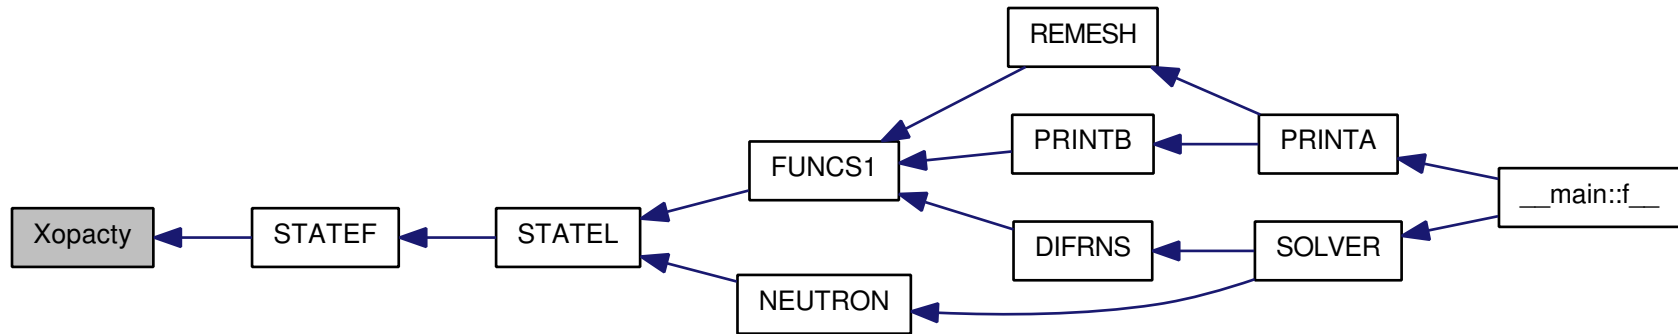 REMESH
PRINTB
PRINTA
FUNCS1
__main::f__
Xopacty
STATEF
STATEL
DIFRNS
SOLVER
NEUTRON